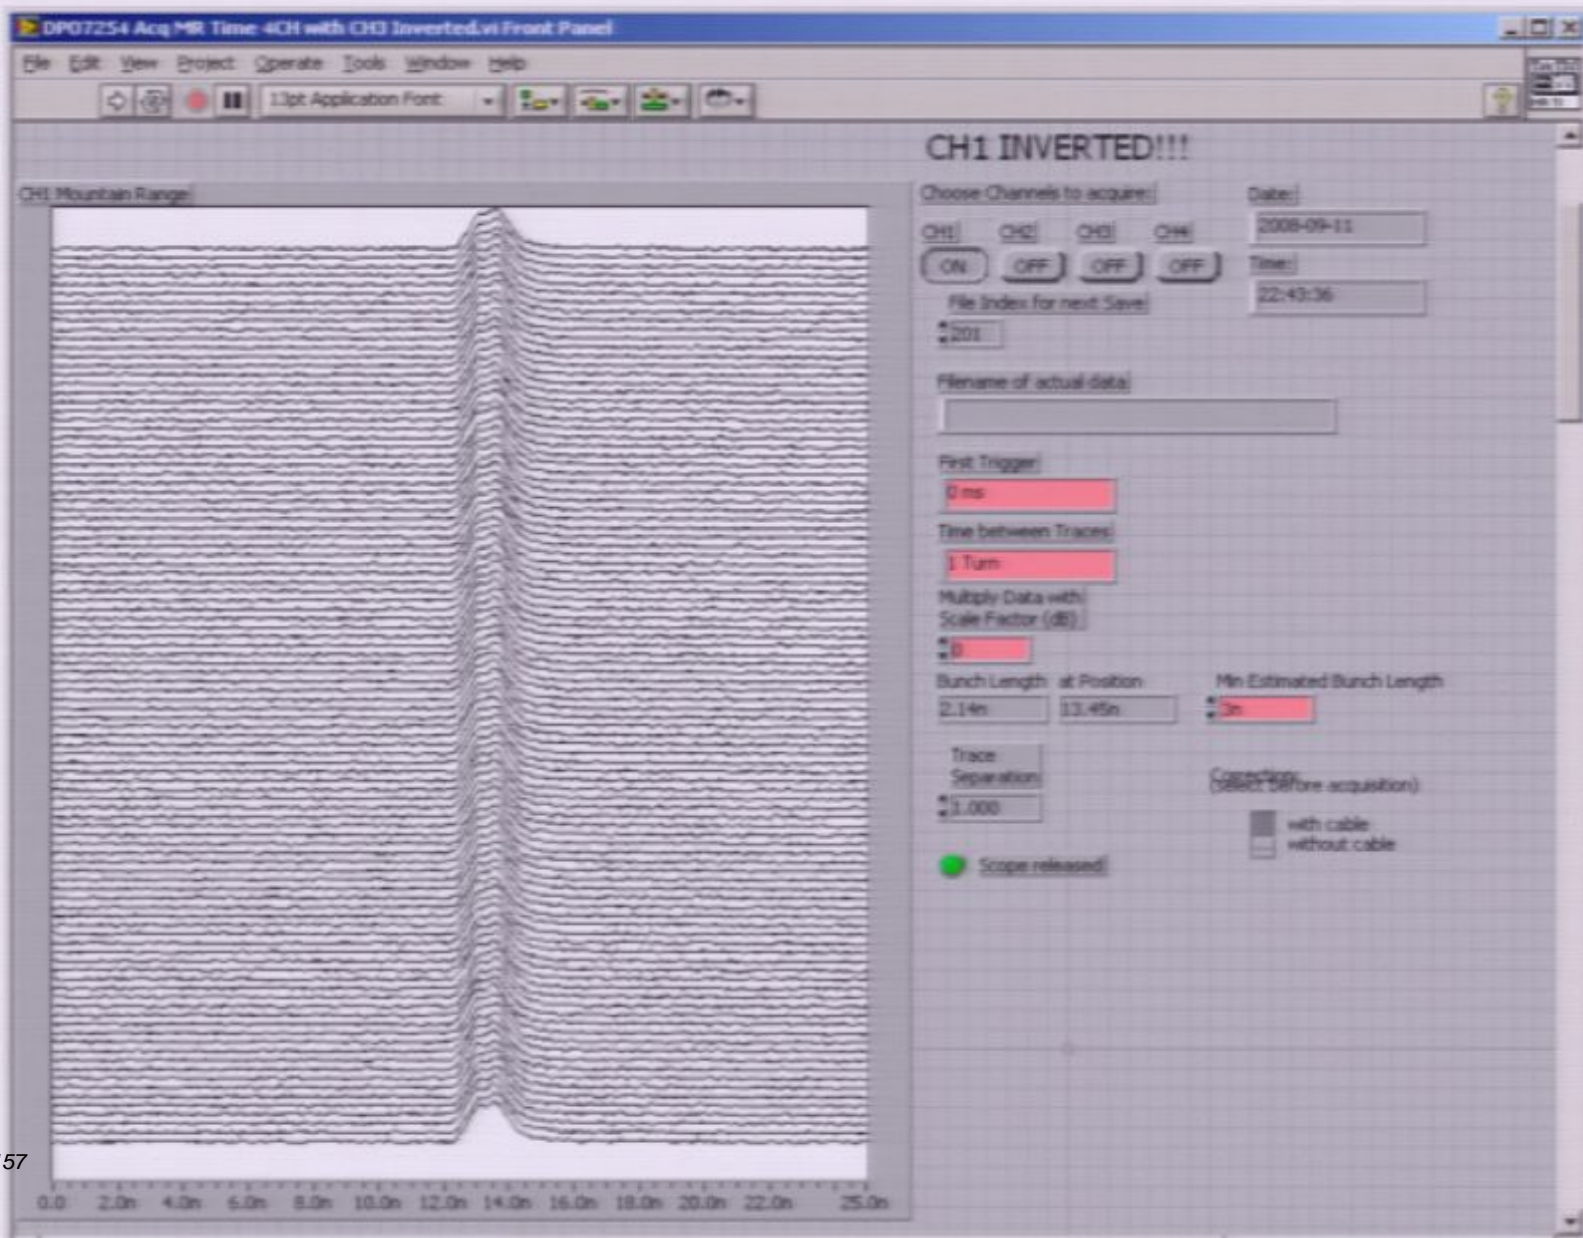 DPO7254 Acq MR Time 4CH with CH3 Inverted.vi Front Panel
File Edit View Project Operate Tools Window Help
13pt Application Font
CH1 INVERTED!!!
CH1 Mountain Range
Choose Channels to acquire:
Date:
CH1 CH2 CH3 CH4
2008-09-11
ON OFF OFF OFF
Time:
22:43:36
File Index for next Save
201
Filename of actual data
First Trigger
0 ms
Time between Traces
1 Turn
Multiply Data with
Scale Factor (dB)
0
Bunch Length at Position Min Estimated Bunch Length
2.14n 13.45n 3n
Trace
Separation
1.000
Correction:
(select before acquisition)
with cable
without cable
Scope released
57
0.0 2.0n 4.0n 6.0n 8.0n 10.0n 12.0n 14.0n 16.0n 18.0n 20.0n 22.0n 25.0n